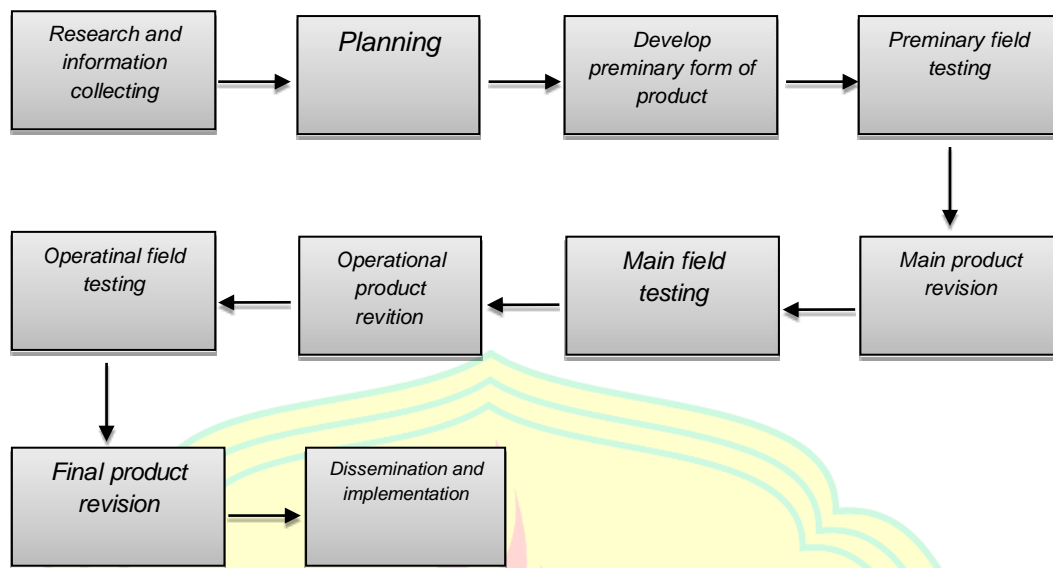 Research and
information
collecting
Planning
Develop
preminary form of
product
Preminary field
testing
Main product
revision
Main field
testing
Operational
product
revition
Operatinal field
testing
Final product
revision
Dissemination and
implementation